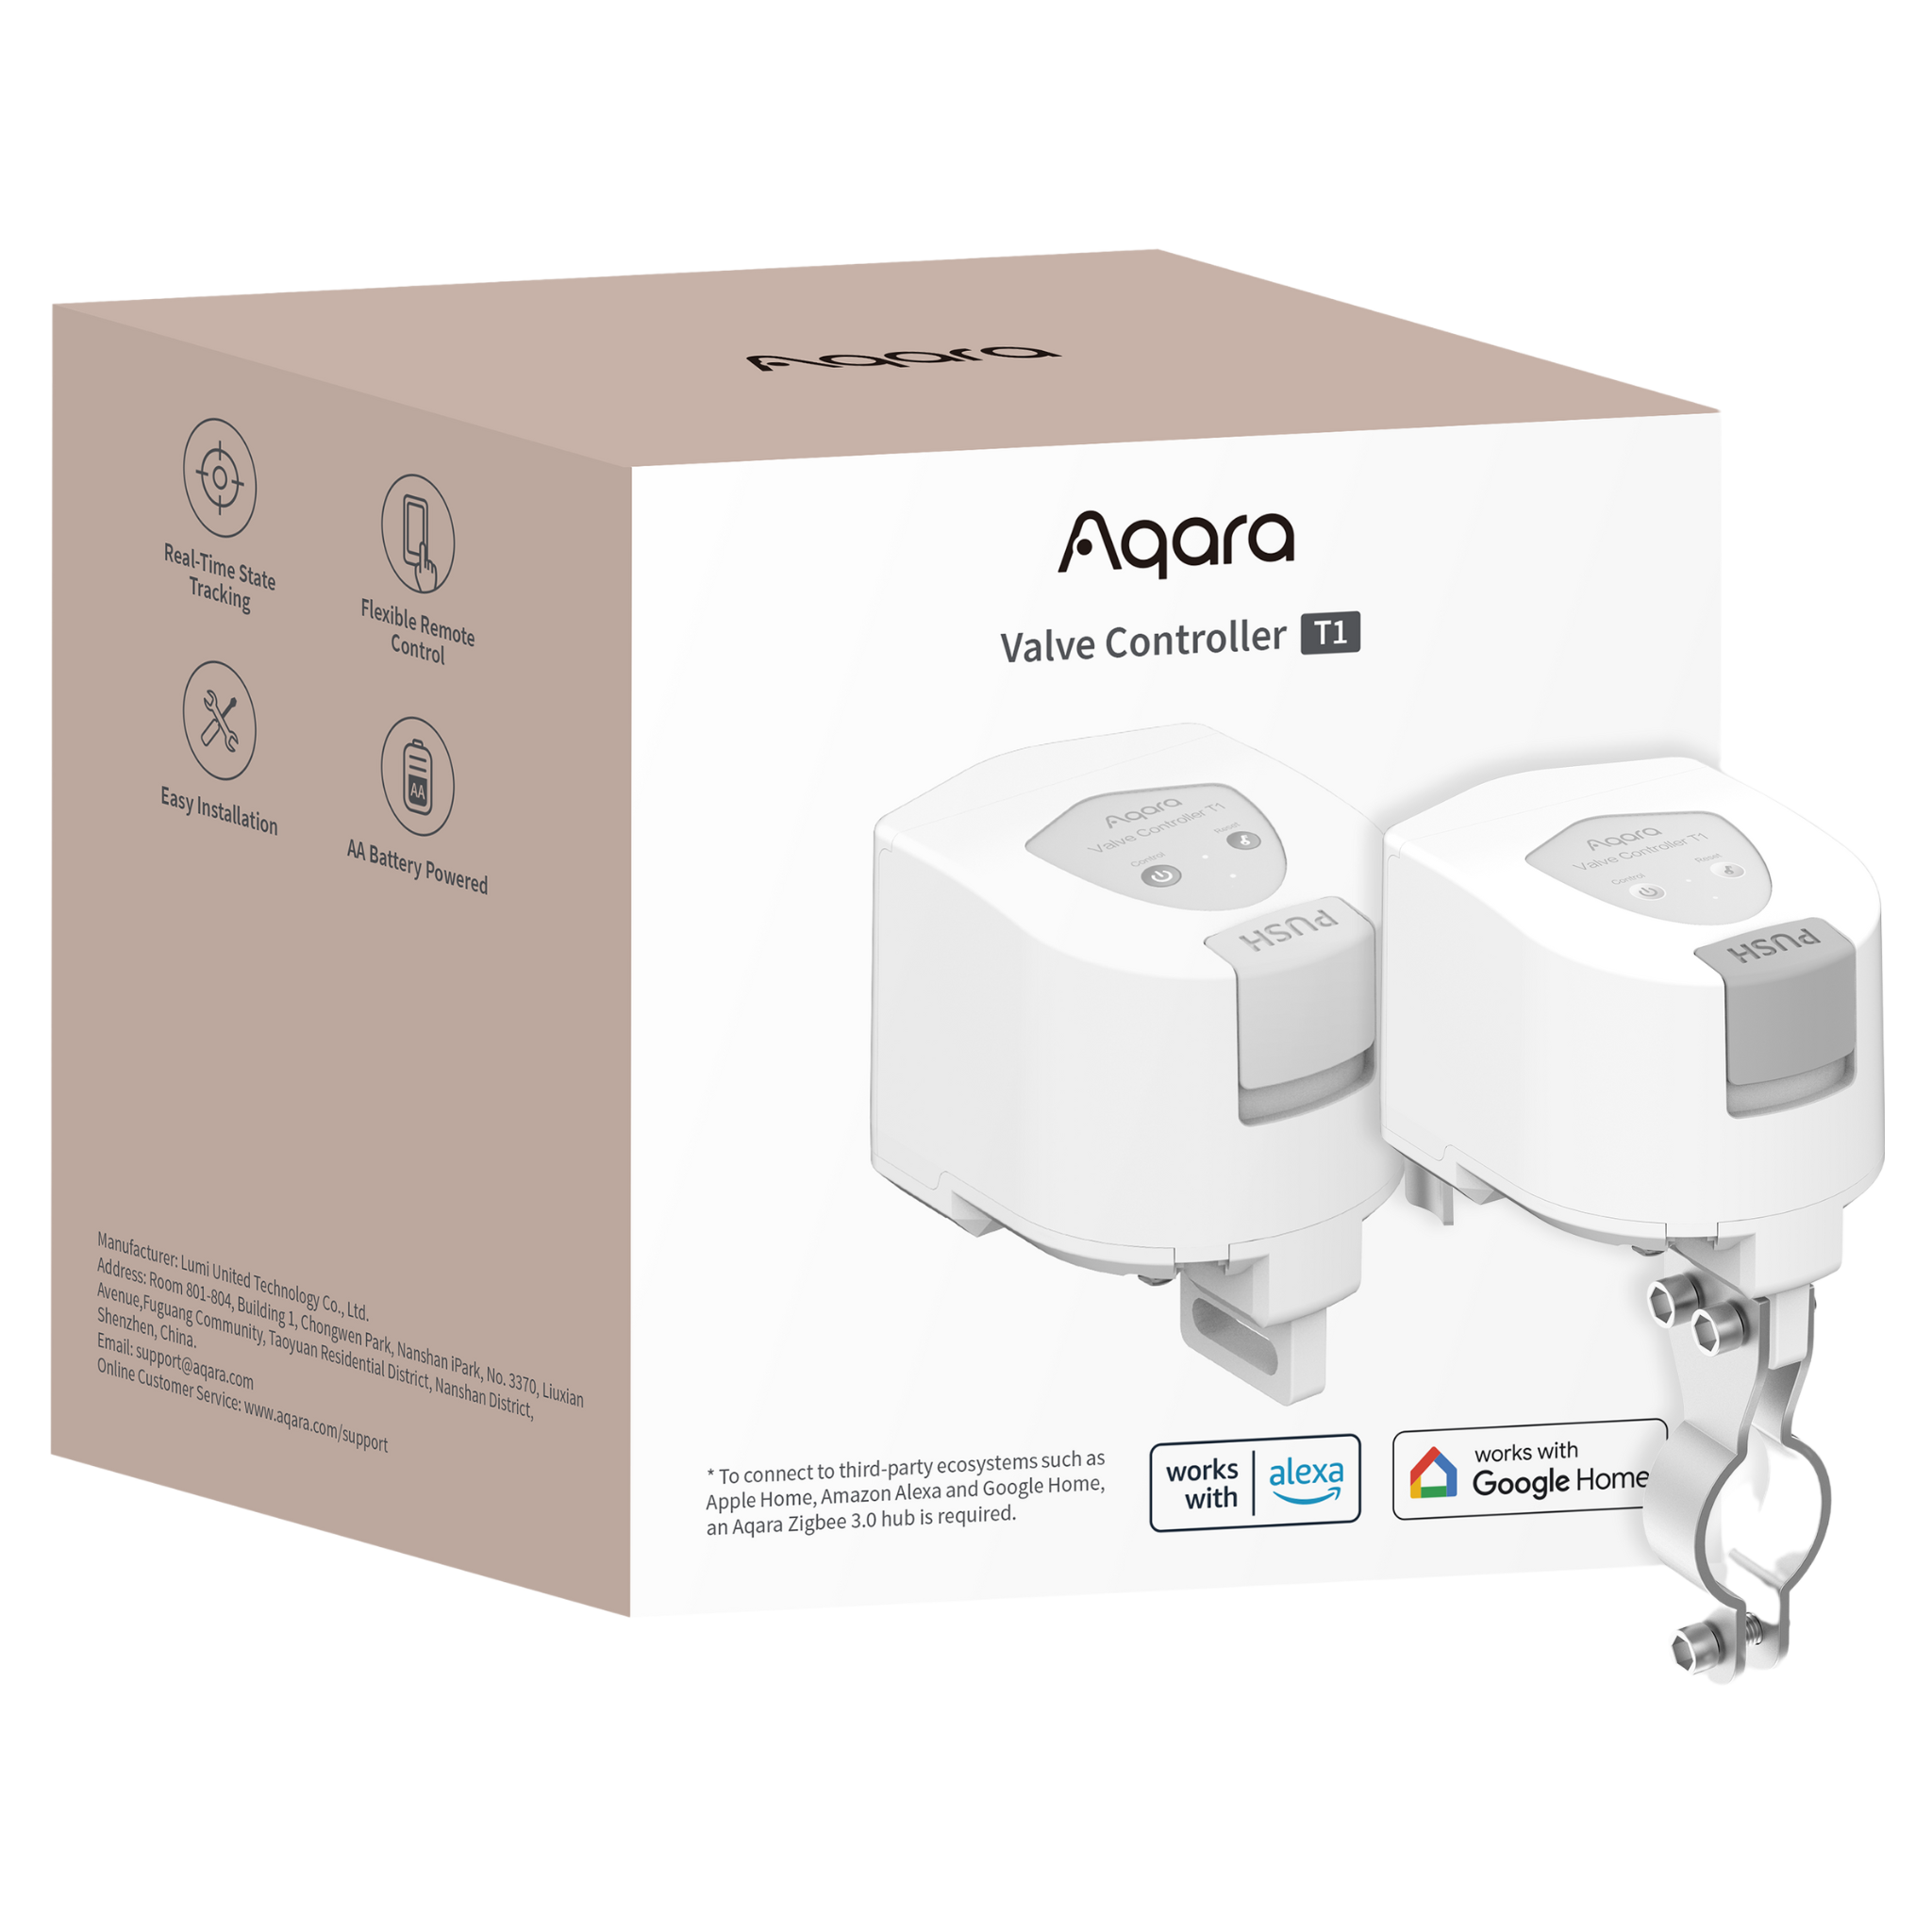 Aqara
Real-Time State
Tracking
Flexible Remote
Control
Easy Installation
AA
AA Battery Powered
Manufacturer: Lumi United Technology Co., Ltd.
Address: Room 801-804, Building 1, Chongwen Park, Nanshan iPark, No. 3370, Liuxian
Avenue,Fuguang Community, Taoyuan Residential District, Nanshan District,
Shenzhen, China.
Email: support@aqara.com
Online Customer Service: www.aqara.com/support
Aqara
Valve Controller T1
Aqara
Valve Controller T1
Reset
Control
PUSH
Aqara
Valve Controller T1
Reset
Control
PUSH
* To connect to third-party ecosystems such as
Apple Home, Amazon Alexa and Google Home,
an Aqara Zigbee 3.0 hub is required.
works
with
alexa
works with
Google Home